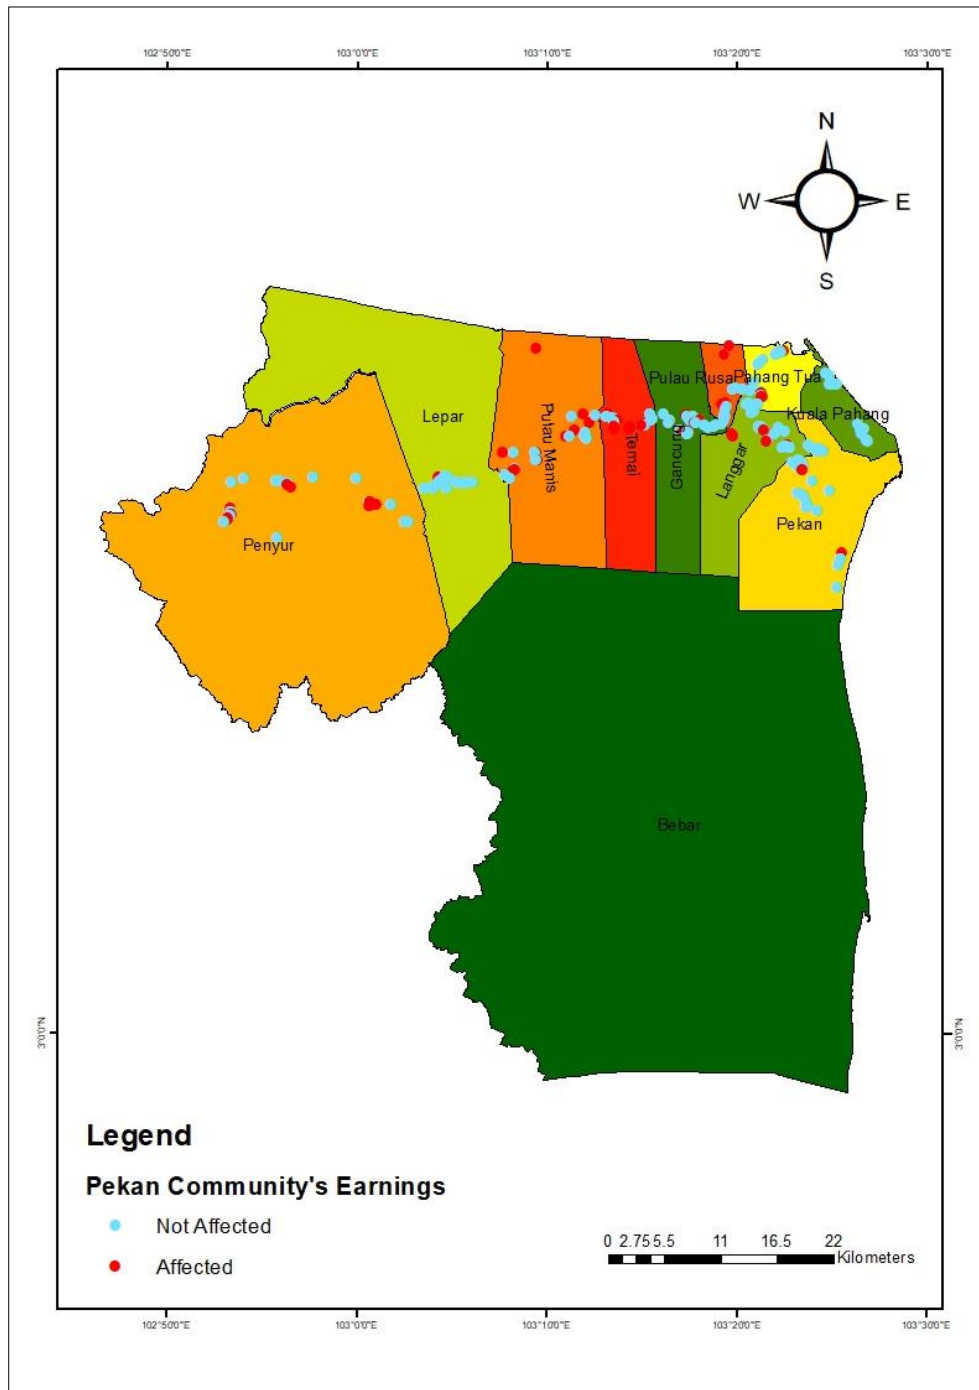 102°50'0"E 103°0'0"E 103°10'0"E 103°20'0"E 103°30'0"E
N
W E
S
Pulau Rusa
Pahang Tua
Lepar
Kuala Pahang
Pulau Manis
Temai
Gancung
Langgar
Pekan
Penyur
Bebar
3°0'0"N 3°0'0"N
Legend
Pekan Community's Earnings
Not Affected
Affected
0 2.75 5.5 11 16.5 22
Kilometers
102°50'0"E 103°0'0"E 103°10'0"E 103°20'0"E 103°30'0"E